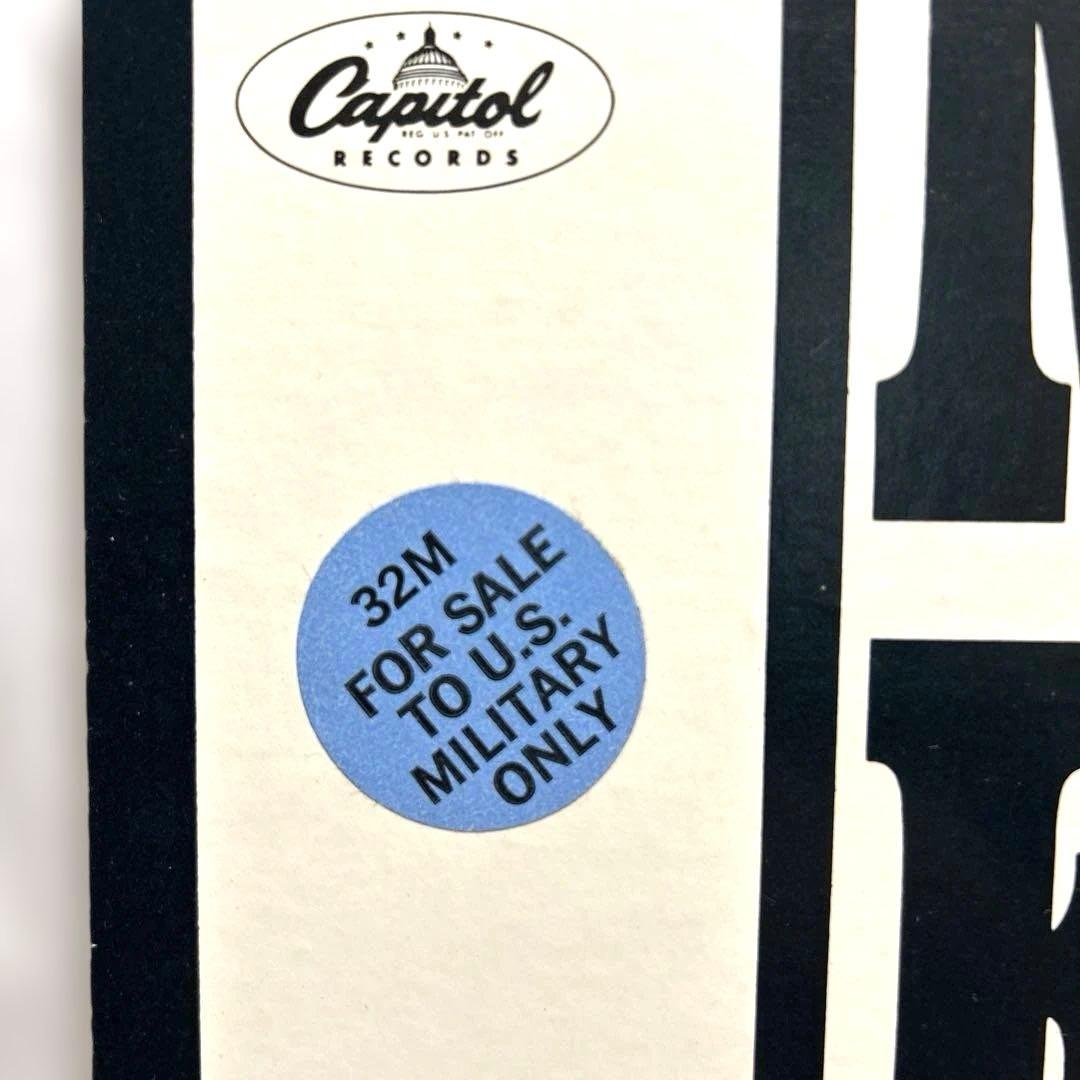 Capitol
REG. U.S. PAT. OFF.
RECORDS
32M
FOR SALE
TO U.S.
MILITARY
ONLY